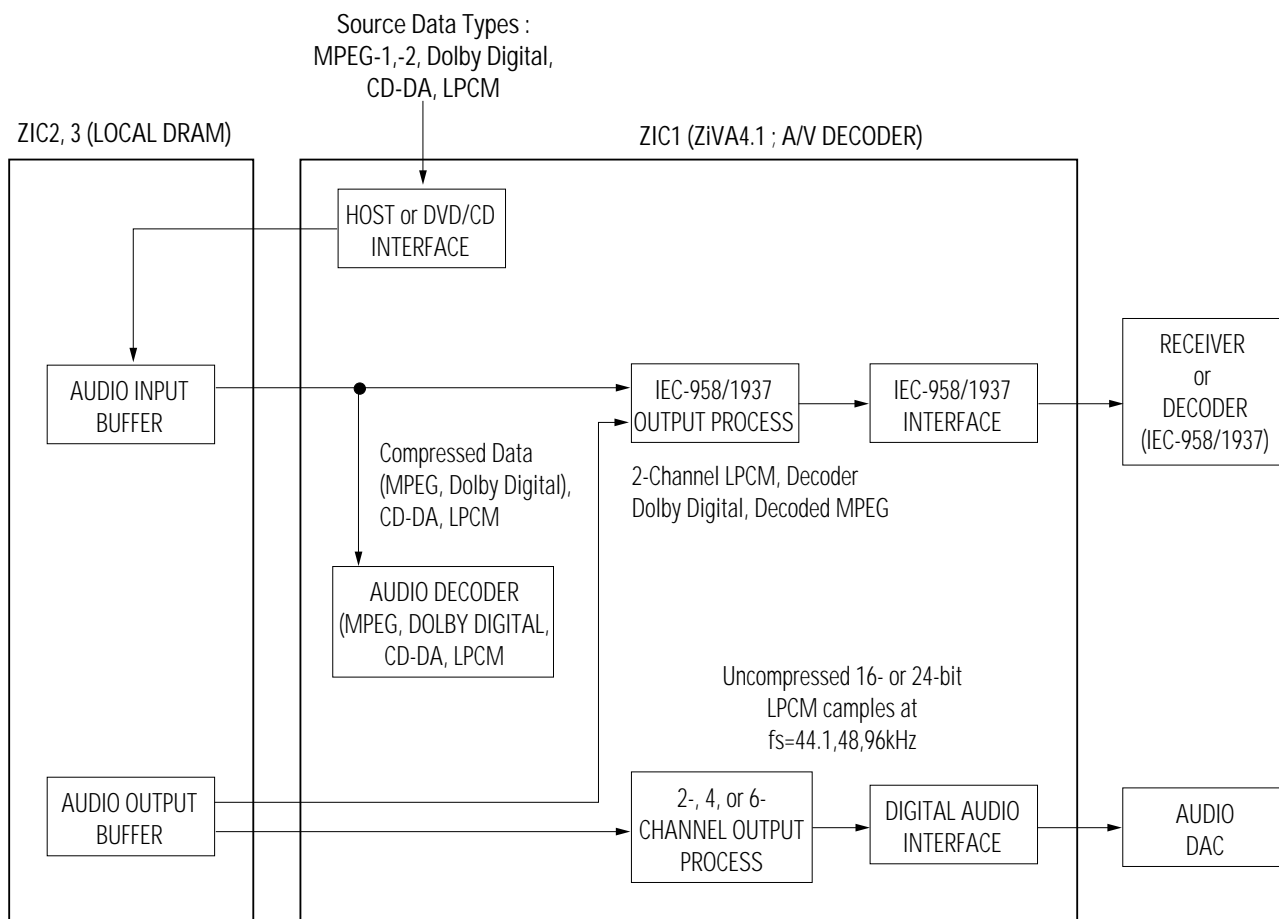 Source Data Types :
MPEG-1,-2, Dolby Digital,
CD-DA, LPCM
ZIC2, 3 (LOCAL DRAM)
ZIC1 (ZiVA4.1 ; A/V DECODER)
HOST or DVD/CD
INTERFACE
AUDIO INPUT
BUFFER
IEC-958/1937
OUTPUT PROCESS
IEC-958/1937
INTERFACE
RECEIVER
or
DECODER
(IEC-958/1937)
Compressed Data
(MPEG, Dolby Digital),
CD-DA, LPCM
2-Channel LPCM, Decoder
Dolby Digital, Decoded MPEG
AUDIO DECODER
(MPEG, DOLBY DIGITAL,
CD-DA, LPCM
Uncompressed 16- or 24-bit
LPCM camples at
fs=44.1,48,96kHz
AUDIO OUTPUT
BUFFER
2-, 4, or 6-
CHANNEL OUTPUT
PROCESS
DIGITAL AUDIO
INTERFACE
AUDIO
DAC